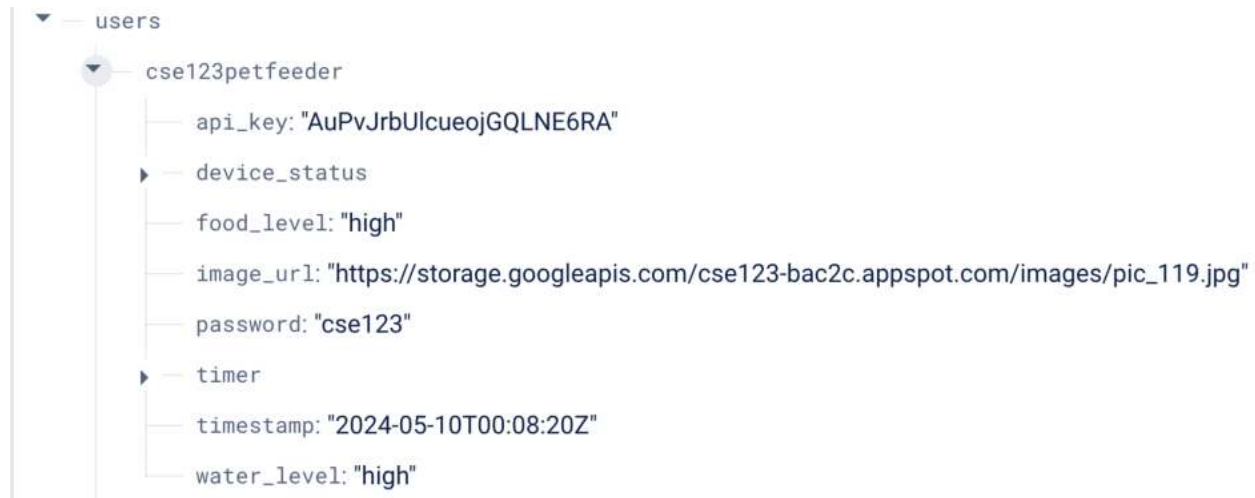 users
cse123petfeeder
api_key: "AuPvJrbUlcueojGQLNE6RA"
device_status
food_level: "high"
image_url: "https://storage.googleapis.com/cse123-bac2c.appspot.com/images/pic_119.jpg"
password: "cse123"
timer
timestamp: "2024-05-10T00:08:20Z"
water_level: "high"